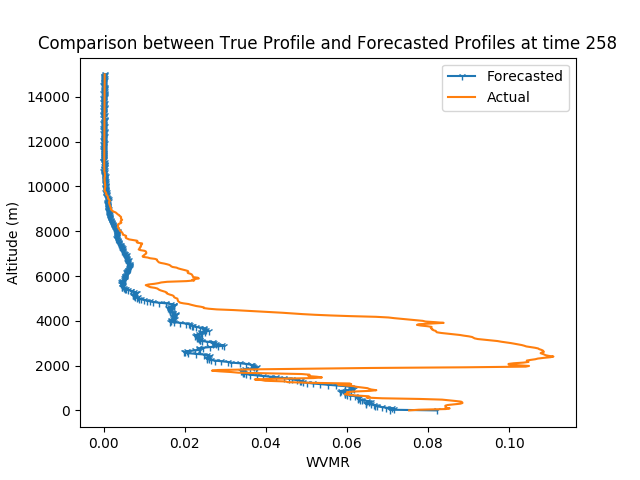 Comparison between True Profile and Forecasted Profiles at time 258
Forecasted
Actual
14000
12000
10000
8000
6000
4000
2000
0
Altitude (m)
0.00 0.02 0.04 0.06 0.08 0.10
WVMR